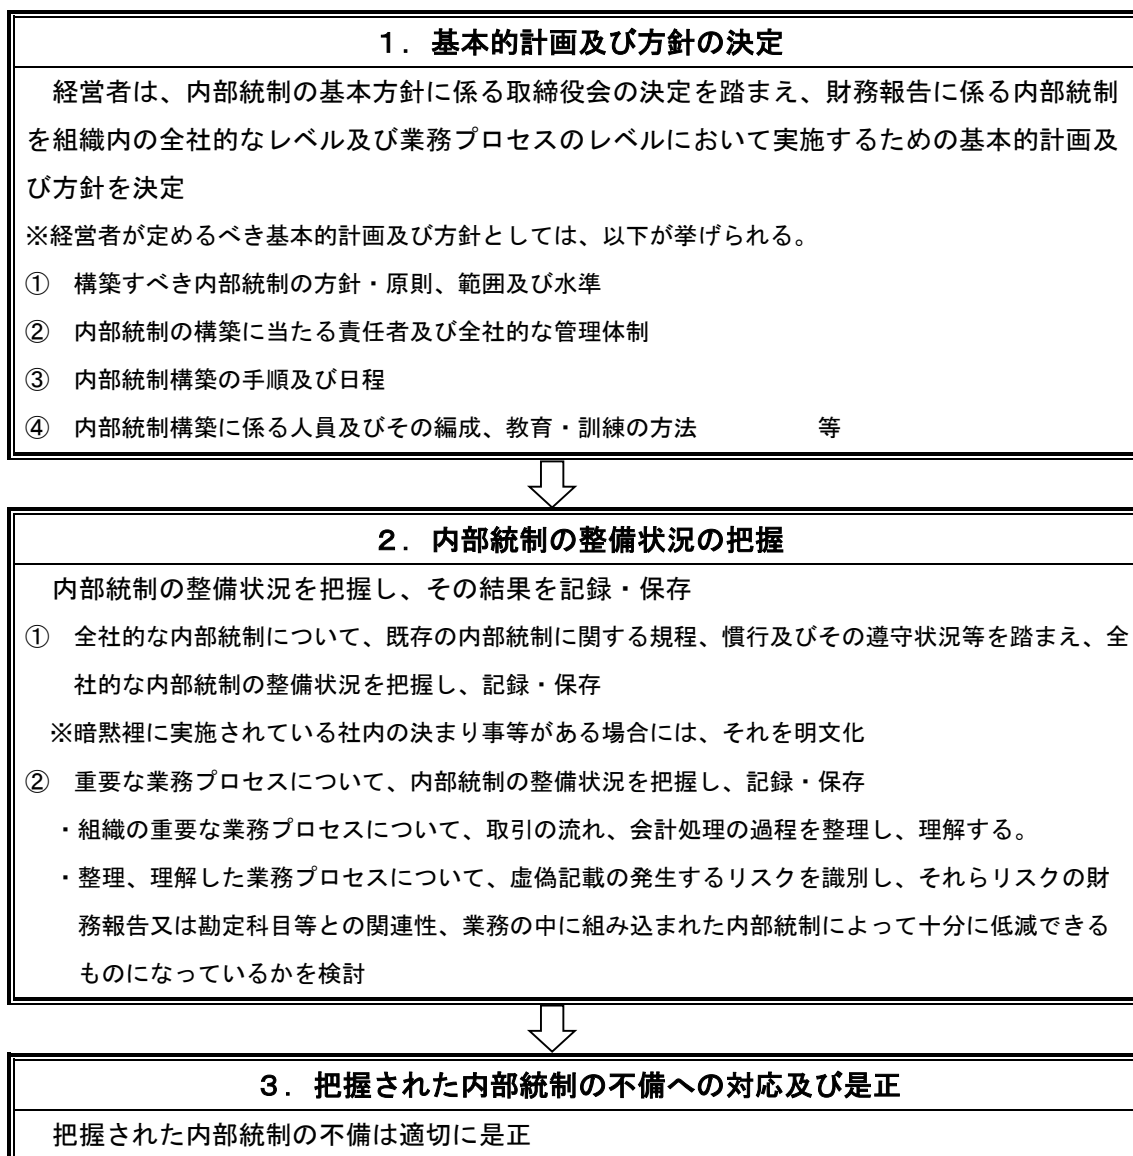 １．基本的計画及び方針の決定
経営者は、内部統制の基本方針に係る取締役会の決定を踏まえ、財務報告に係る内部統制
を組織内の全社的なレベル及び業務プロセスのレベルにおいて実施するための基本的計画及
び方針を決定
※経営者が定めるべき基本的計画及び方針としては、以下が挙げられる。
①　構築すべき内部統制の方針・原則、範囲及び水準
②　内部統制の構築に当たる責任者及び全社的な管理体制
③　内部統制構築の手順及び日程
④　内部統制構築に係る人員及びその編成、教育・訓練の方法　　　　　等
２．内部統制の整備状況の把握
内部統制の整備状況を把握し、その結果を記録・保存
①　全社的な内部統制について、既存の内部統制に関する規程、慣行及びその遵守状況等を踏まえ、全
社的な内部統制の整備状況を把握し、記録・保存
※暗黙裡に実施されている社内の決まり事等がある場合には、それを明文化
②　重要な業務プロセスについて、内部統制の整備状況を把握し、記録・保存
・組織の重要な業務プロセスについて、取引の流れ、会計処理の過程を整理し、理解する。
・整理、理解した業務プロセスについて、虚偽記載の発生するリスクを識別し、それらリスクの財
務報告又は勘定科目等との関連性、業務の中に組み込まれた内部統制によって十分に低減できる
ものになっているかを検討
３．把握された内部統制の不備への対応及び是正
把握された内部統制の不備は適切に是正